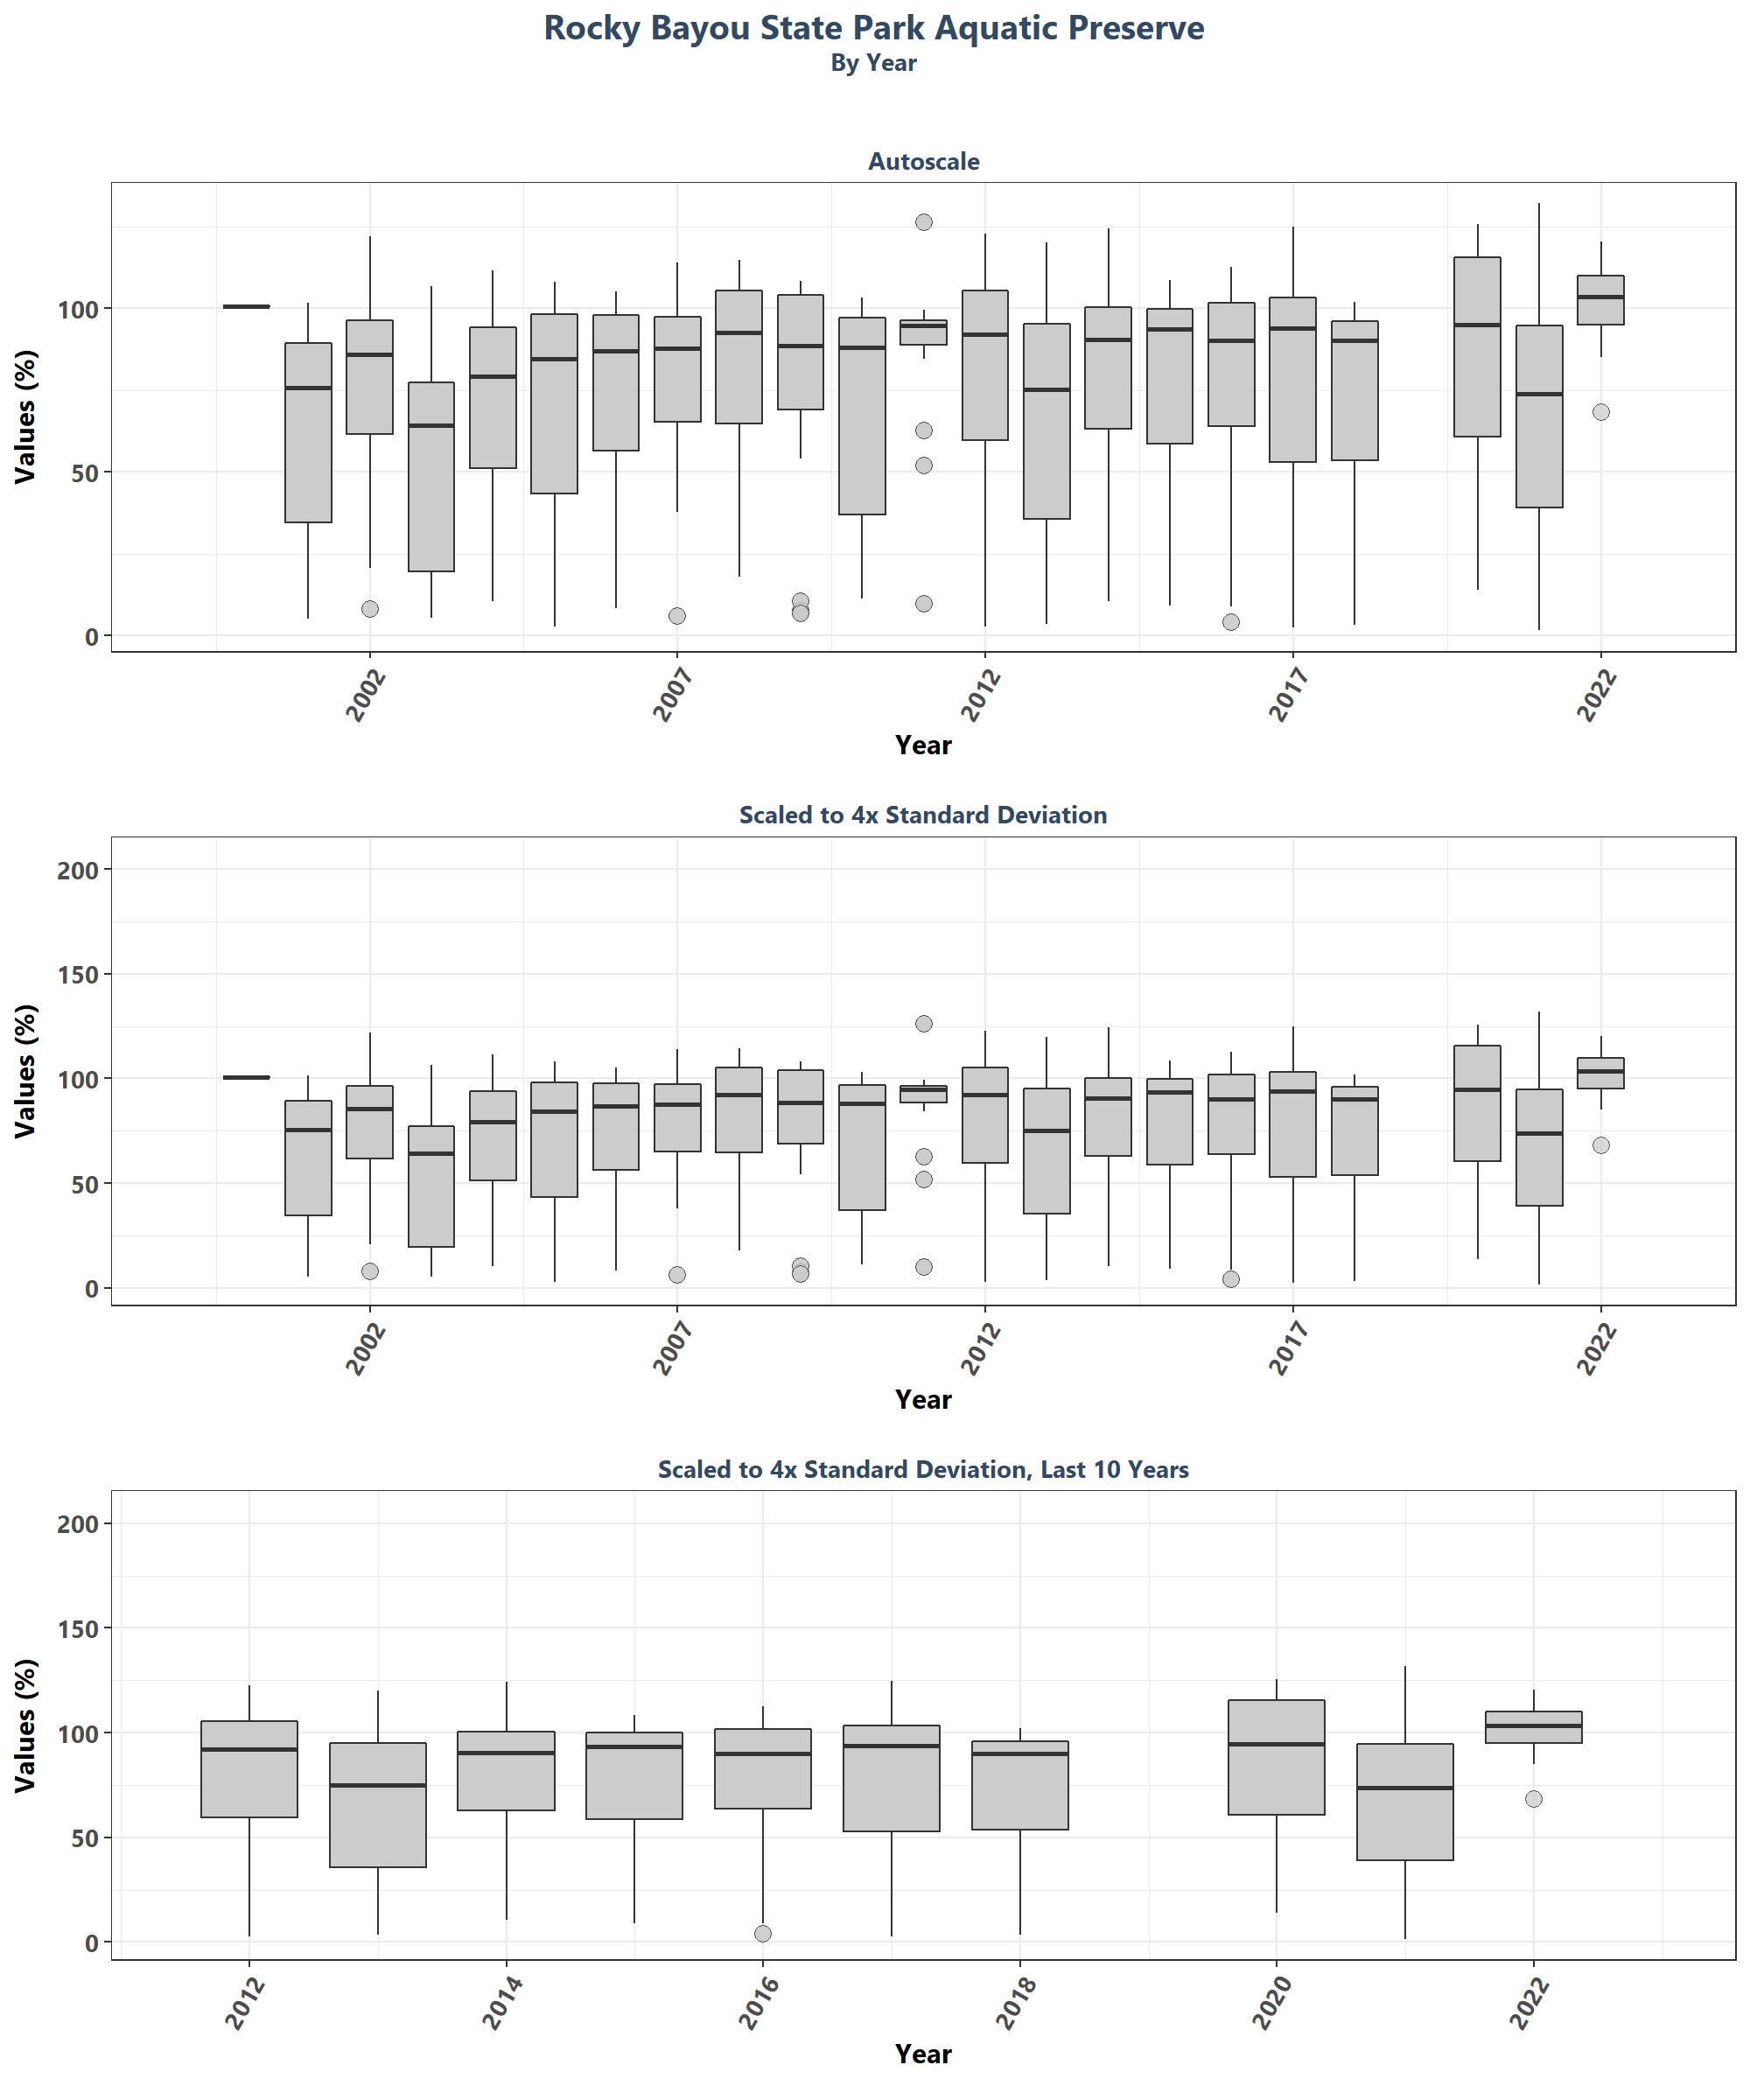 Rocky Bayou State Park Aquatic Preserve
By Year
Autoscale
Values (%)
100
50
0
2002 2007 2012 2017 2022
Year
Scaled to 4x Standard Deviation
Values (%)
200
150
100
50
0
2002 2007 2012 2017 2022
Year
Scaled to 4x Standard Deviation, Last 10 Years
Values (%)
200
150
100
50
0
2012 2014 2016 2018 2020 2022
Year